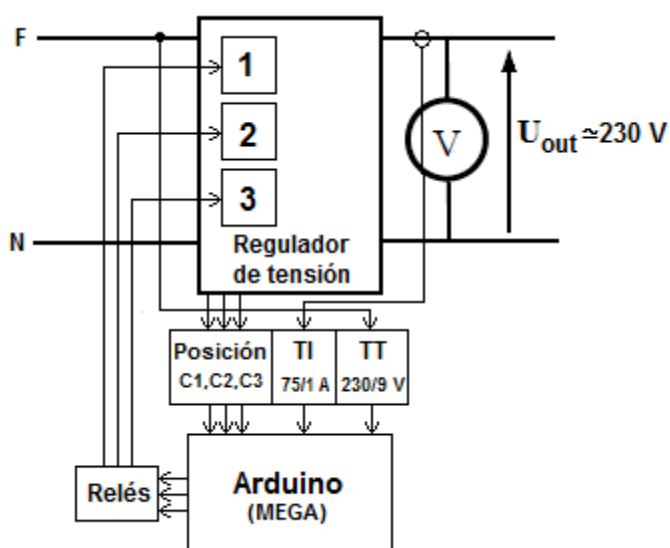 F
1
2
3
V
Uout ≃230 V
N
Regulador
de tensión
Posición
C1,C2,C3
TI
75/1 A
TT
230/9 V
Relés
Arduino
(MEGA)